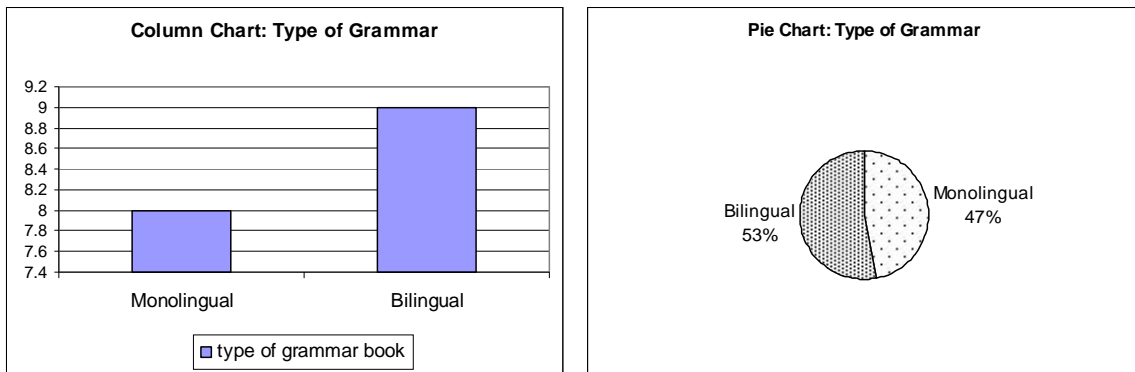 Column Chart: Type of Grammar
9.2
9
8.8
8.6
8.4
8.2
8
7.8
7.6
7.4
Monolingual Bilingual
type of grammar book
Pie Chart: Type of Grammar
Monolingual
47%
Bilingual
53%